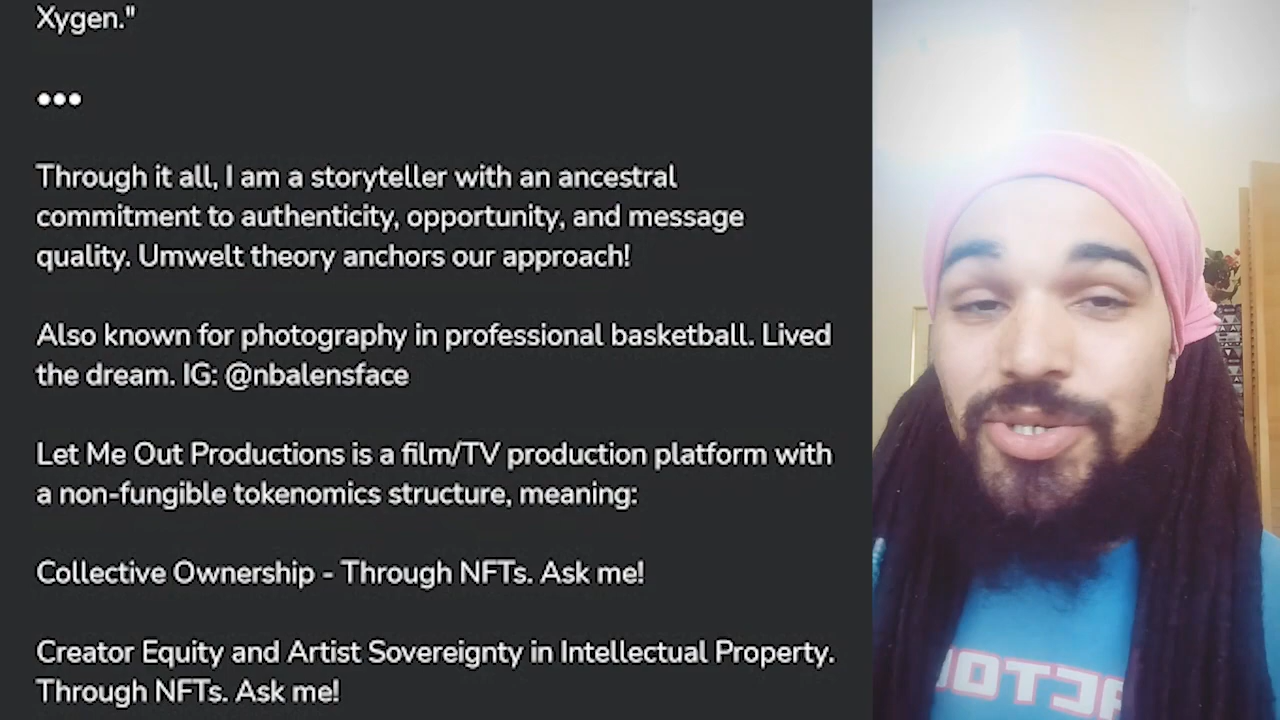 Xygen."
•••
Through it all, I am a storyteller with an ancestral
commitment to authenticity, opportunity, and message
quality. Umwelt theory anchors our approach!
Also known for photography in professional basketball. Lived
the dream. IG: @nbalensface
Let Me Out Productions is a film/TV production platform with
a non-fungible tokenomics structure, meaning:
Collective Ownership - Through NFTs. Ask me!
Creator Equity and Artist Sovereignty in Intellectual Property.
Through NFTs. Ask me!